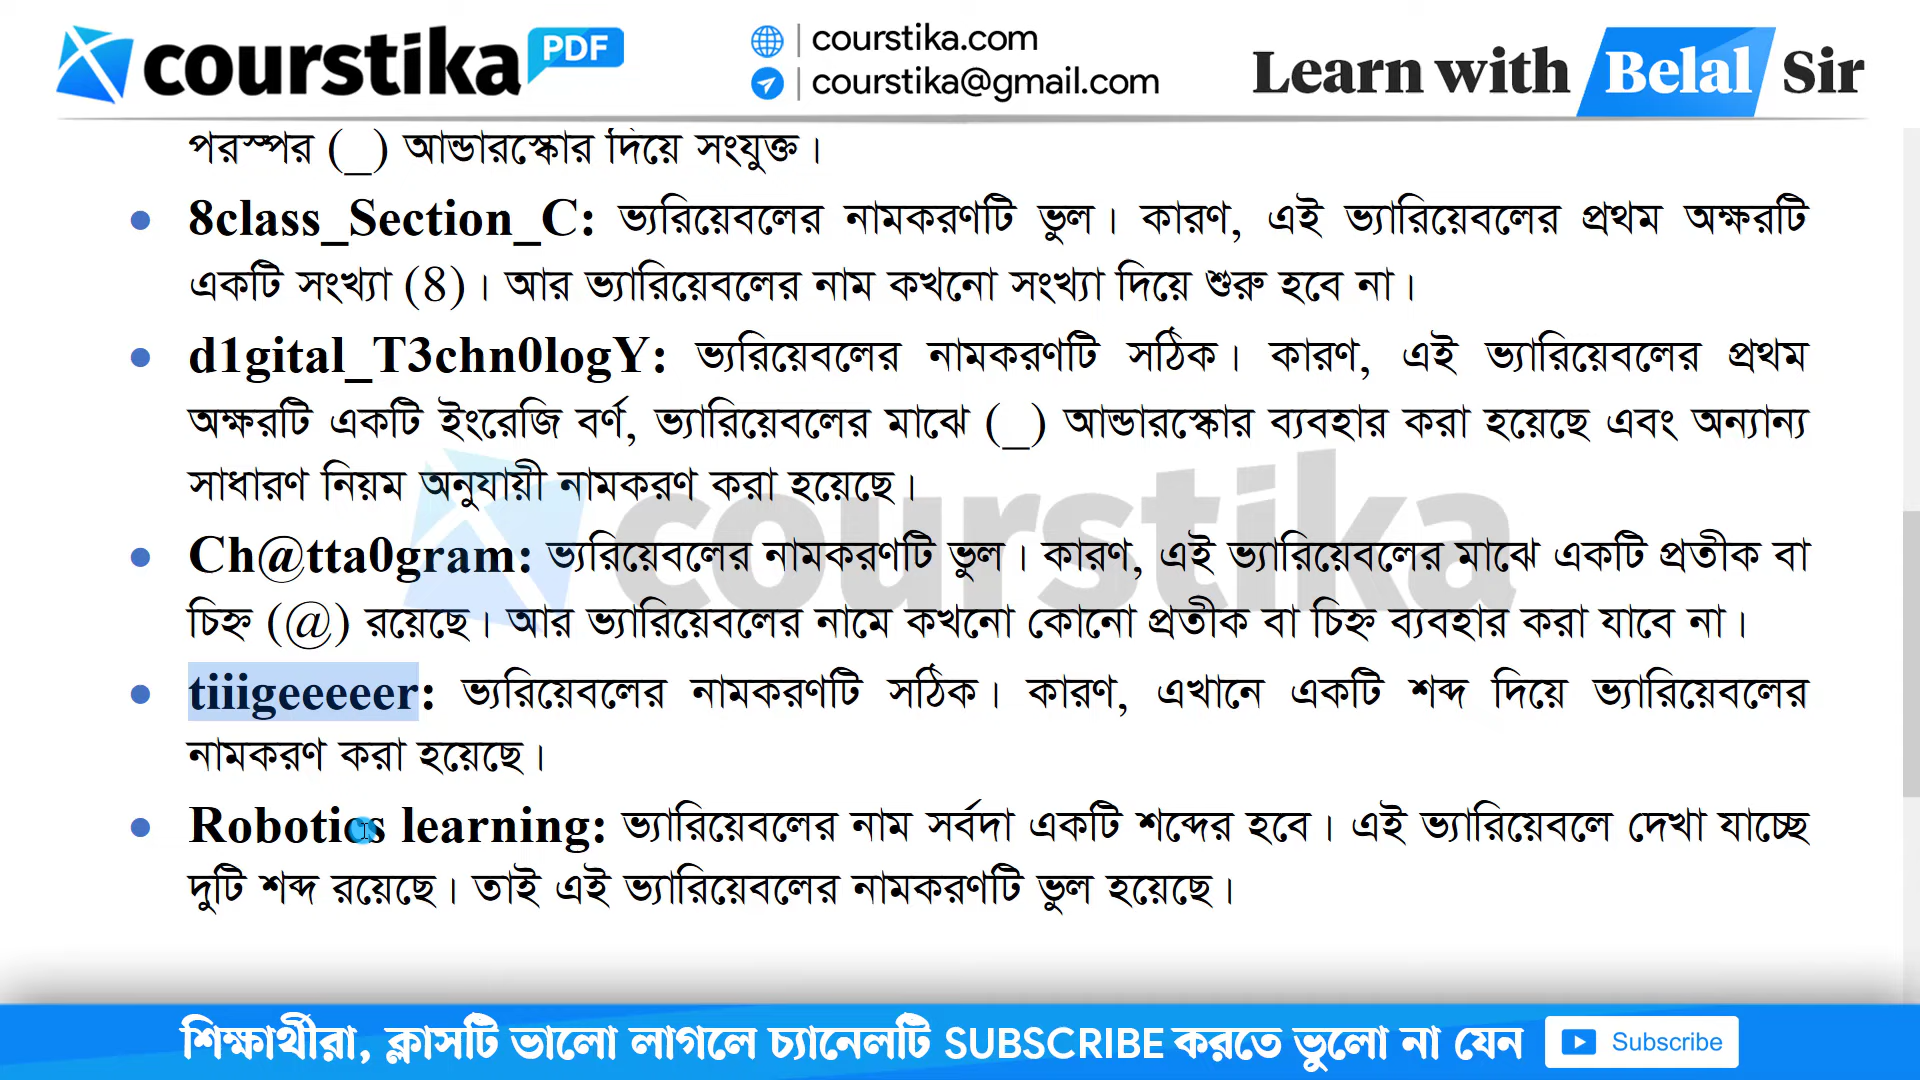 courstika PDF
courstika.com
courstika@gmail.com
Learn with Belal Sir
পরস্পর (_) আন্ডারস্কোর দিয়ে সংযুক্ত।
8class_Section_C: ভ্যরিয়েবলের নামকরণটি ভুল। কারণ, এই ভ্যারিয়েবলের প্রথম অক্ষরটি
একটি সংখ্যা (8)। আর ভ্যারিয়েবলের নাম কখনো সংখ্যা দিয়ে শুরু হবে না।
d1gital_T3chn0logY: ভ্যরিয়েবলের নামকরণটি সঠিক। কারণ, এই ভ্যারিয়েবলের প্রথম
অক্ষরটি একটি ইংরেজি বর্ণ, ভ্যারিয়েবলের মাঝে (_) আন্ডারস্কোর ব্যবহার করা হয়েছে এবং অন্যান্য
সাধারণ নিয়ম অনুযায়ী নামকরণ করা হয়েছে।
courstika
Ch@tta0gram: ভ্যরিয়েবলের নামকরণটি ভুল। কারণ, এই ভ্যারিয়েবলের মাঝে একটি প্রতীক বা
চিহ্ন (@) রয়েছে। আর ভ্যারিয়েবলের নামে কখনো কোনো প্রতীক বা চিহ্ন ব্যবহার করা যাবে না।
tiiigeeeeer: ভ্যরিয়েবলের নামকরণটি সঠিক। কারণ, এখানে একটি শব্দ দিয়ে ভ্যারিয়েবলের
নামকরণ করা হয়েছে।
Robotics learning: ভ্যারিয়েবলের নাম সর্বদা একটি শব্দের হবে। এই ভ্যারিয়েবলে দেখা যাচ্ছে
দুটি শব্দ রয়েছে। তাই এই ভ্যারিয়েবলের নামকরণটি ভুল হয়েছে।
শিক্ষার্থীরা, ক্লাসটি ভালো লাগলে চ্যানেলটি SUBSCRIBE করতে ভুলো না যেন
Subscribe